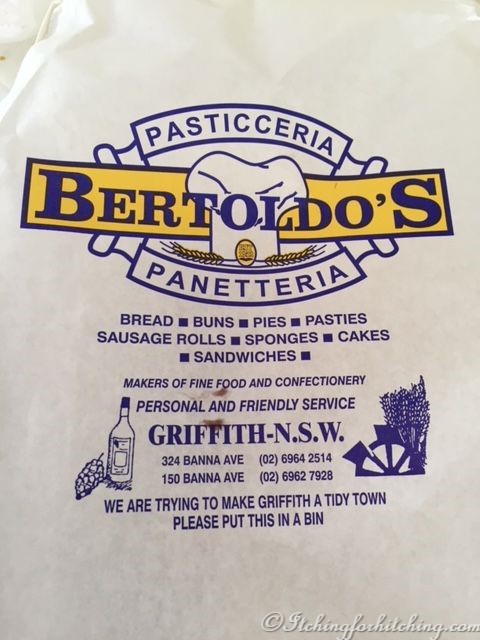 PASTICCERIA
BERTOLDO'S
PANETTERIA
BREAD ■ BUNS ■ PIES ■ PASTIES
SAUSAGE ROLLS ■ SPONGES ■ CAKES
■ SANDWICHES ■
MAKERS OF FINE FOOD AND CONFECTIONERY
PERSONAL AND FRIENDLY SERVICE
GRIFFITH-N.S.W.
324 BANNA AVE (02) 6964 2514
150 BANNA AVE (02) 6962 7928
WE ARE TRYING TO MAKE GRIFFITH A TIDY TOWN
PLEASE PUT THIS IN A BIN
©Itchingforhitching.com